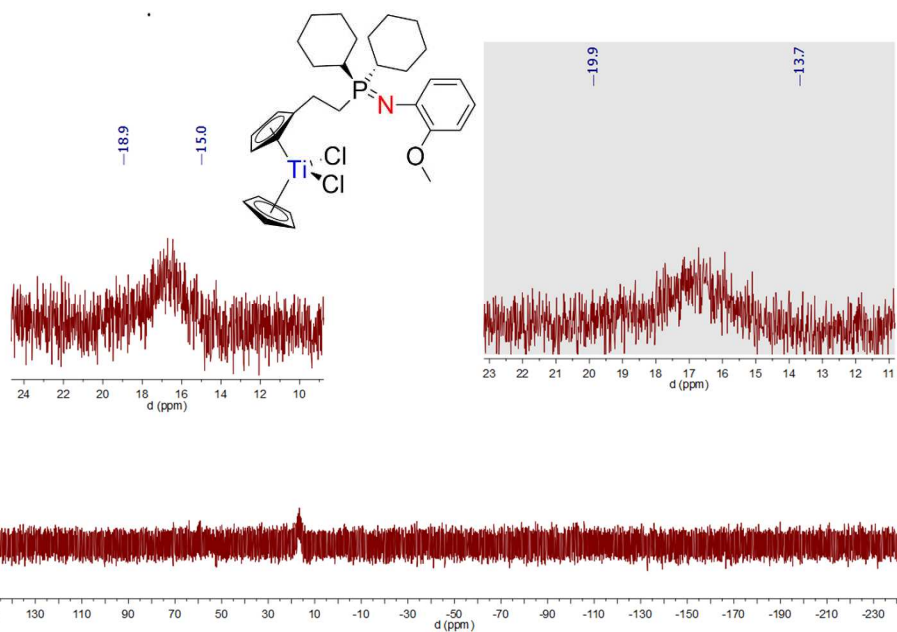 —18.9
—15.0
P
N
O
Ti
Cl
Cl
24 22 20 18 16 14 12 10
d (ppm)
—19.9
—13.7
23 22 21 20 19 18 17 16 15 14 13 12 11
d (ppm)
130 110 90 70 50 30 10 -10 -30 -50 -70 -90 -110 -130 -150 -170 -190 -210 -230
d (ppm)